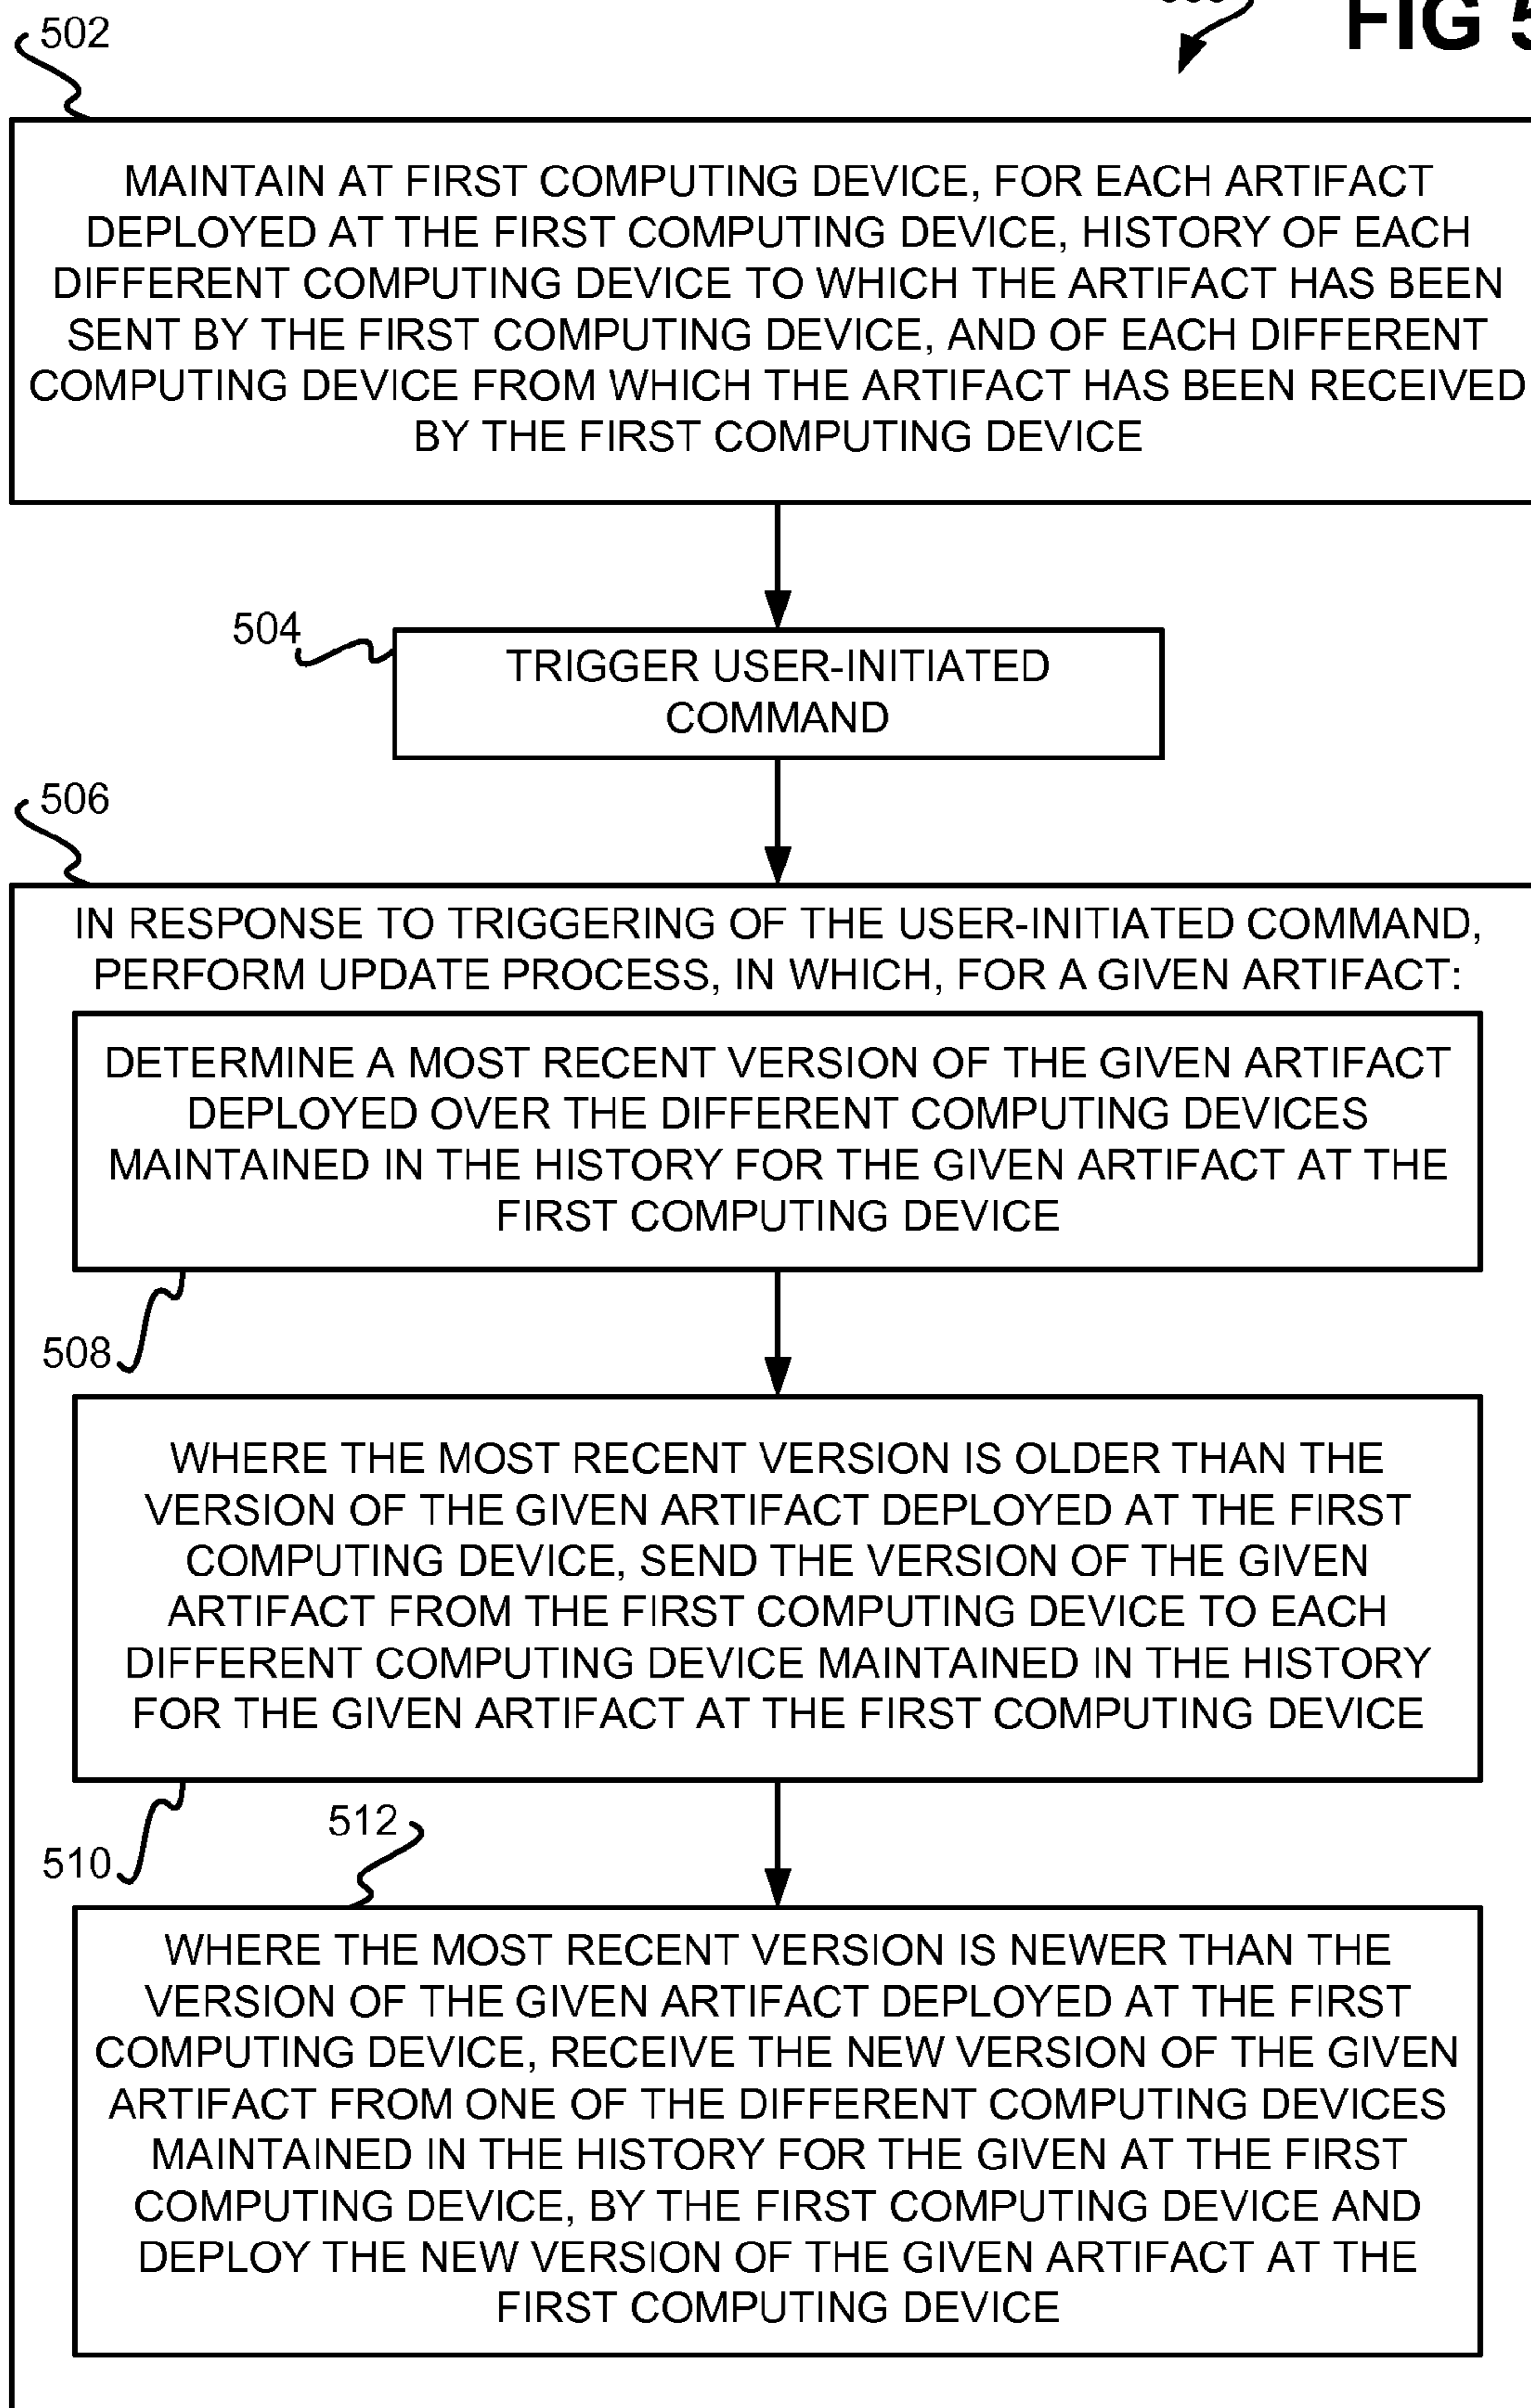 502
FIG 5
MAINTAIN AT FIRST COMPUTING DEVICE, FOR EACH ARTIFACT
DEPLOYED AT THE FIRST COMPUTING DEVICE, HISTORY OF EACH
DIFFERENT COMPUTING DEVICE TO WHICH THE ARTIFACT HAS BEEN
SENT BY THE FIRST COMPUTING DEVICE, AND OF EACH DIFFERENT
COMPUTING DEVICE FROM WHICH THE ARTIFACT HAS BEEN RECEIVED
BY THE FIRST COMPUTING DEVICE
504
TRIGGER USER-INITIATED
COMMAND
506
IN RESPONSE TO TRIGGERING OF THE USER-INITIATED COMMAND,
PERFORM UPDATE PROCESS, IN WHICH, FOR A GIVEN ARTIFACT:
DETERMINE A MOST RECENT VERSION OF THE GIVEN ARTIFACT
DEPLOYED OVER THE DIFFERENT COMPUTING DEVICES
MAINTAINED IN THE HISTORY FOR THE GIVEN ARTIFACT AT THE
FIRST COMPUTING DEVICE
508
WHERE THE MOST RECENT VERSION IS OLDER THAN THE
VERSION OF THE GIVEN ARTIFACT DEPLOYED AT THE FIRST
COMPUTING DEVICE, SEND THE VERSION OF THE GIVEN
ARTIFACT FROM THE FIRST COMPUTING DEVICE TO EACH
DIFFERENT COMPUTING DEVICE MAINTAINED IN THE HISTORY
FOR THE GIVEN ARTIFACT AT THE FIRST COMPUTING DEVICE
510
512
WHERE THE MOST RECENT VERSION IS NEWER THAN THE
VERSION OF THE GIVEN ARTIFACT DEPLOYED AT THE FIRST
COMPUTING DEVICE, RECEIVE THE NEW VERSION OF THE GIVEN
ARTIFACT FROM ONE OF THE DIFFERENT COMPUTING DEVICES
MAINTAINED IN THE HISTORY FOR THE GIVEN AT THE FIRST
COMPUTING DEVICE, BY THE FIRST COMPUTING DEVICE AND
DEPLOY THE NEW VERSION OF THE GIVEN ARTIFACT AT THE
FIRST COMPUTING DEVICE